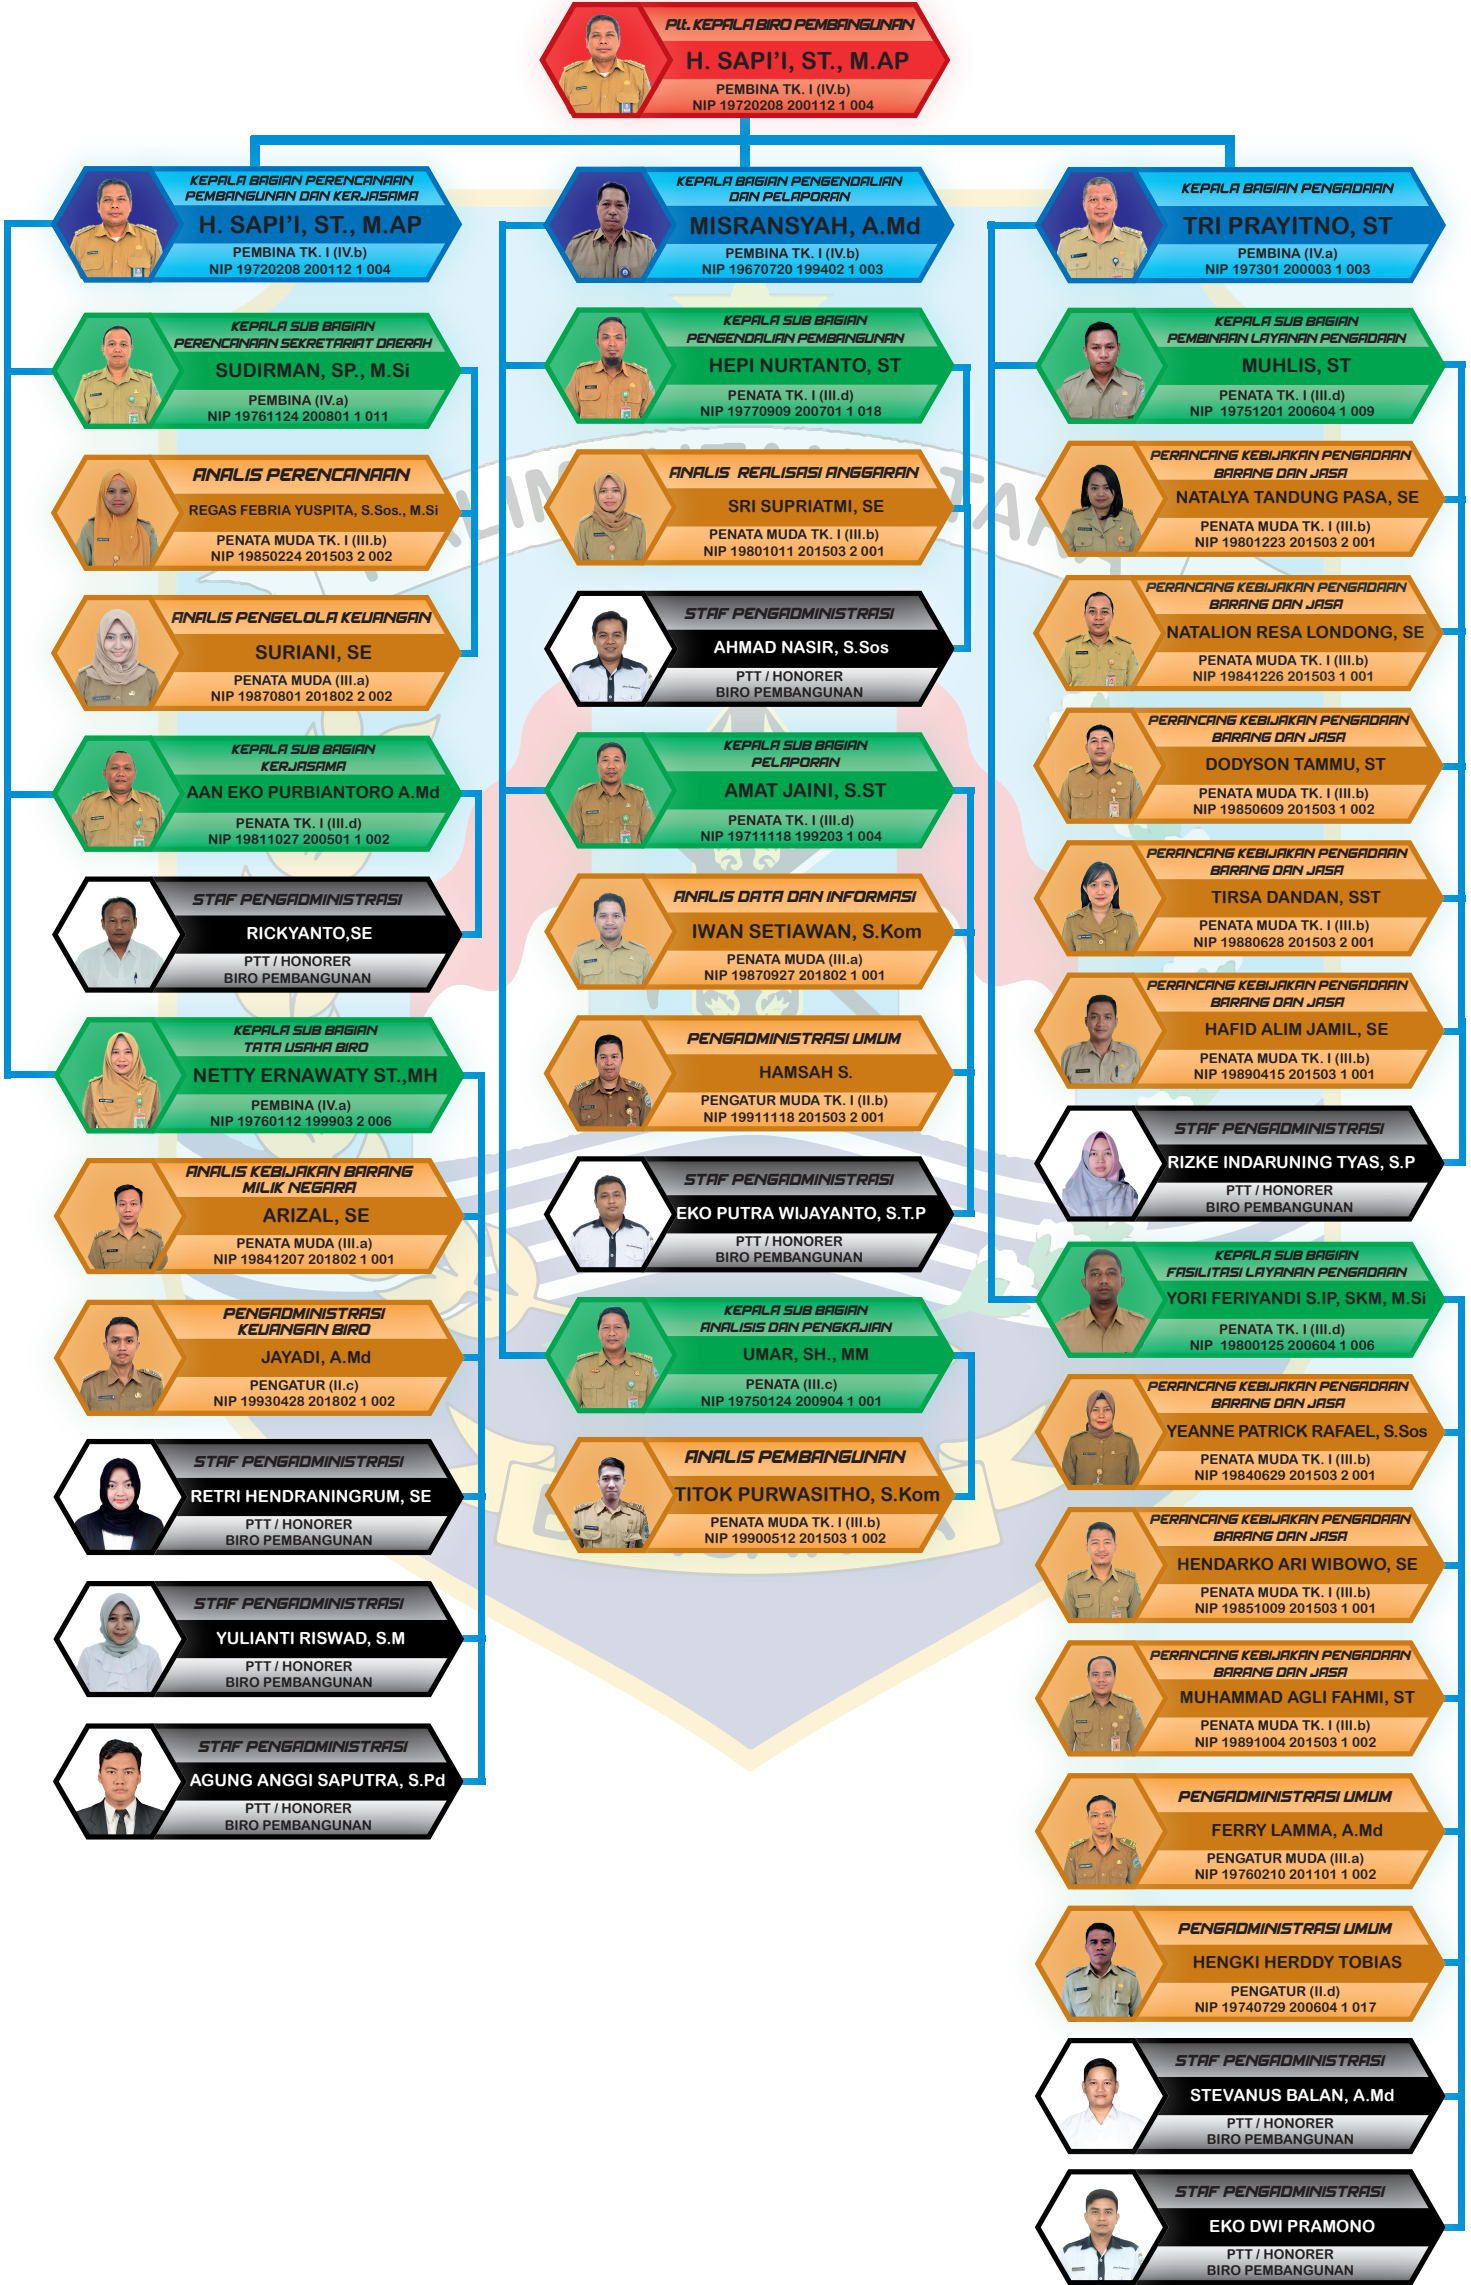 Plt. KEPALA BIRO PEMBANGUNAN
H. SAPI'I, ST., M.AP
PEMBINA TK. I (IV.b)
NIP 19720208 200112 1 004
KEPALA BAGIAN PERENCANAAN
PEMBANGUNAN DAN KERJASAMA
H. SAPI'I, ST., M.AP
PEMBINA TK. I (IV.b)
NIP 19720208 200112 1 004
KEPALA SUB BAGIAN
PERENCANAAN SEKRETARIAT DAERAH
SUDIRMAN, SP., M.Si
PEMBINA (IV.a)
NIP 19761124 200801 1 011
ANALIS PERENCANAAN
REGAS FEBRIA YUSPITA, S.Sos., M.Si
PENATA MUDA TK. I (III.b)
NIP 19850224 201503 2 002
ANALIS PENGELOLA KEUANGAN
SURIANI, SE
PENATA MUDA (III.a)
NIP 19870801 201802 2 002
KEPALA SUB BAGIAN
KERJASAMA
AAN EKO PURBIANTORO A.Md
PENATA TK. I (III.d)
NIP 19811027 200501 1 002
STAF PENGADMINISTRASI
RICKYANTO,SE
PTT / HONORER
BIRO PEMBANGUNAN
KEPALA SUB BAGIAN
TATA USAHA BIRO
NETTY ERNAWATY ST.,MH
PEMBINA (IV.a)
NIP 19760112 199903 2 006
ANALIS KEBIJAKAN BARANG
MILIK NEGARA
ARIZAL, SE
PENATA MUDA (III.a)
NIP 19841207 201802 1 001
PENGADMINISTRASI
KEUANGAN BIRO
JAYADI, A.Md
PENGATUR (II.c)
NIP 19930428 201802 1 002
STAF PENGADMINISTRASI
RETRI HENDRANINGRUM, SE
PTT / HONORER
BIRO PEMBANGUNAN
STAF PENGADMINISTRASI
YULIANTI RISWAD, S.M
PTT / HONORER
BIRO PEMBANGUNAN
STAF PENGADMINISTRASI
AGUNG ANGGI SAPUTRA, S.Pd
PTT / HONORER
BIRO PEMBANGUNAN
KEPALA BAGIAN PENGENDALIAN
DAN PELAPORAN
MISRANSYAH, A.Md
PEMBINA TK. I (IV.b)
NIP 19670720 199402 1 003
KEPALA SUB BAGIAN
PENGENDALIAN PEMBANGUNAN
HEPI NURTANTO, ST
PENATA TK. I (III.d)
NIP 19770909 200701 1 018
ANALIS REALISASI ANGGARAN
SRI SUPRIATMI, SE
PENATA MUDA TK. I (III.b)
NIP 19801011 201503 2 001
STAF PENGADMINISTRASI
AHMAD NASIR, S.Sos
PTT / HONORER
BIRO PEMBANGUNAN
KEPALA SUB BAGIAN
PELAPORAN
AMAT JAINI, S.ST
PENATA TK. I (III.d)
NIP 19711118 199203 1 004
ANALIS DATA DAN INFORMASI
IWAN SETIAWAN, S.Kom
PENATA MUDA (III.a)
NIP 19870927 201802 1 001
PENGADMINISTRASI UMUM
HAMSAH S.
PENGATUR MUDA TK. I (II.b)
NIP 19911118 201503 2 001
STAF PENGADMINISTRASI
EKO PUTRA WIJAYANTO, S.T.P
PTT / HONORER
BIRO PEMBANGUNAN
KEPALA SUB BAGIAN
ANALISIS DAN PENGKAJIAN
UMAR, SH., MM
PENATA (III.c)
NIP 19750124 200904 1 001
ANALIS PEMBANGUNAN
TITOK PURWASITHO, S.Kom
PENATA MUDA TK. I (III.b)
NIP 19900512 201503 1 002
KEPALA BAGIAN PENGADAAN
TRI PRAYITNO, ST
PEMBINA (IV.a)
NIP 197301 200003 1 003
KEPALA SUB BAGIAN
PEMBINAAN LAYANAN PENGADAAN
MUHLIS, ST
PENATA TK. I (III.d)
NIP 19751201 200604 1 009
PERANCANG KEBIJAKAN PENGADAAN
BARANG DAN JASA
NATALYA TANDUNG PASA, SE
PENATA MUDA TK. I (III.b)
NIP 19801223 201503 2 001
PERANCANG KEBIJAKAN PENGADAAN
BARANG DAN JASA
NATALION RESA LONDONG, SE
PENATA MUDA TK. I (III.b)
NIP 19841226 201503 1 001
PERANCANG KEBIJAKAN PENGADAAN
BARANG DAN JASA
DODYSON TAMMU, ST
PENATA MUDA TK. I (III.b)
NIP 19850609 201503 1 002
PERANCANG KEBIJAKAN PENGADAAN
BARANG DAN JASA
TIRSA DANDAN, SST
PENATA MUDA TK. I (III.b)
NIP 19880628 201503 2 001
PERANCANG KEBIJAKAN PENGADAAN
BARANG DAN JASA
HAFID ALIM JAMIL, SE
PENATA MUDA TK. I (III.b)
NIP 19890415 201503 1 001
STAF PENGADMINISTRASI
RIZKE INDARUNING TYAS, S.P
PTT / HONORER
BIRO PEMBANGUNAN
KEPALA SUB BAGIAN
FASILITASI LAYANAN PENGADAAN
YORI FERIYANDI S.IP, SKM, M.Si
PENATA TK. I (III.d)
NIP 19800125 200604 1 006
PERANCANG KEBIJAKAN PENGADAAN
BARANG DAN JASA
YEANNE PATRICK RAFAEL, S.Sos
PENATA MUDA TK. I (III.b)
NIP 19840629 201503 2 001
PERANCANG KEBIJAKAN PENGADAAN
BARANG DAN JASA
HENDARKO ARI WIBOWO, SE
PENATA MUDA TK. I (III.b)
NIP 19851009 201503 1 001
PERANCANG KEBIJAKAN PENGADAAN
BARANG DAN JASA
MUHAMMAD AGLI FAHMI, ST
PENATA MUDA TK. I (III.b)
NIP 19891004 201503 1 002
PENGADMINISTRASI UMUM
FERRY LAMMA, A.Md
PENGATUR MUDA (III.a)
NIP 19760210 201101 1 002
PENGADMINISTRASI UMUM
HENGKI HERDDY TOBIAS
PENGATUR (II.d)
NIP 19740729 200604 1 017
STAF PENGADMINISTRASI
STEVANUS BALAN, A.Md
PTT / HONORER
BIRO PEMBANGUNAN
STAF PENGADMINISTRASI
EKO DWI PRAMONO
PTT / HONORER
BIRO PEMBANGUNAN